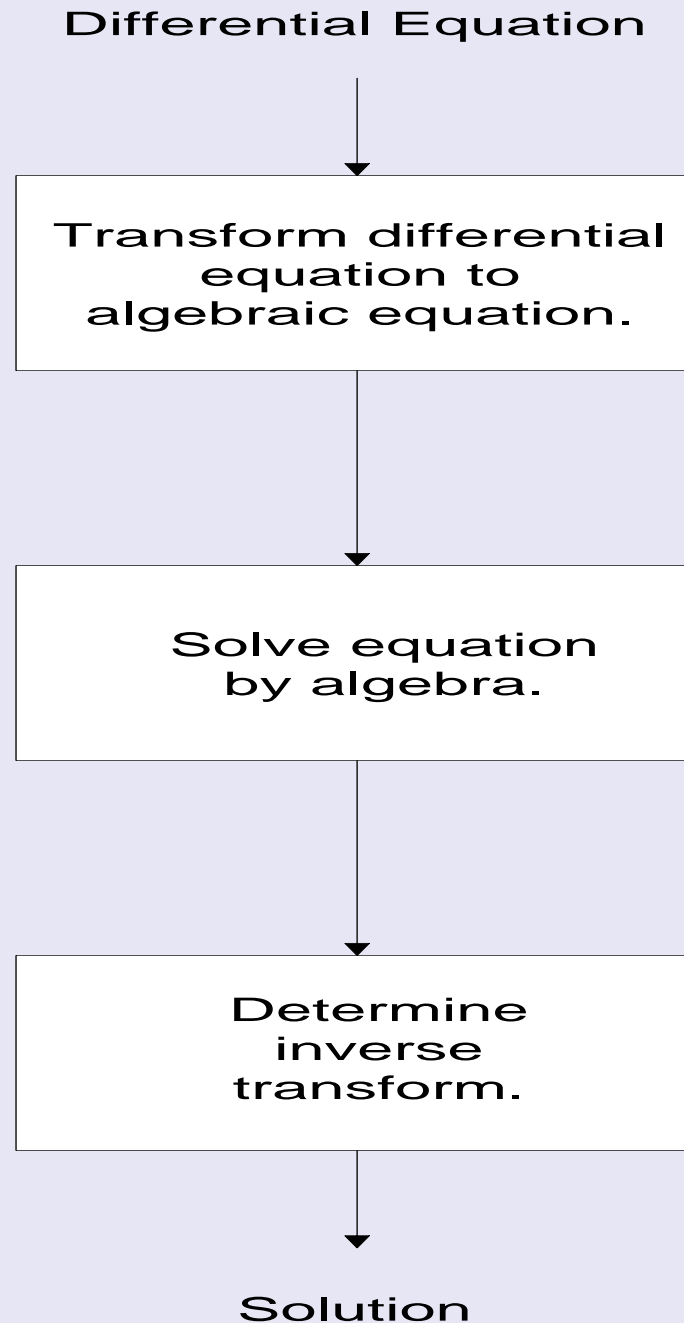 Differential Equation
Transform differential
equation to
algebraic equation.
Solve equation
by algebra.
Determine
inverse
transform.
Solution